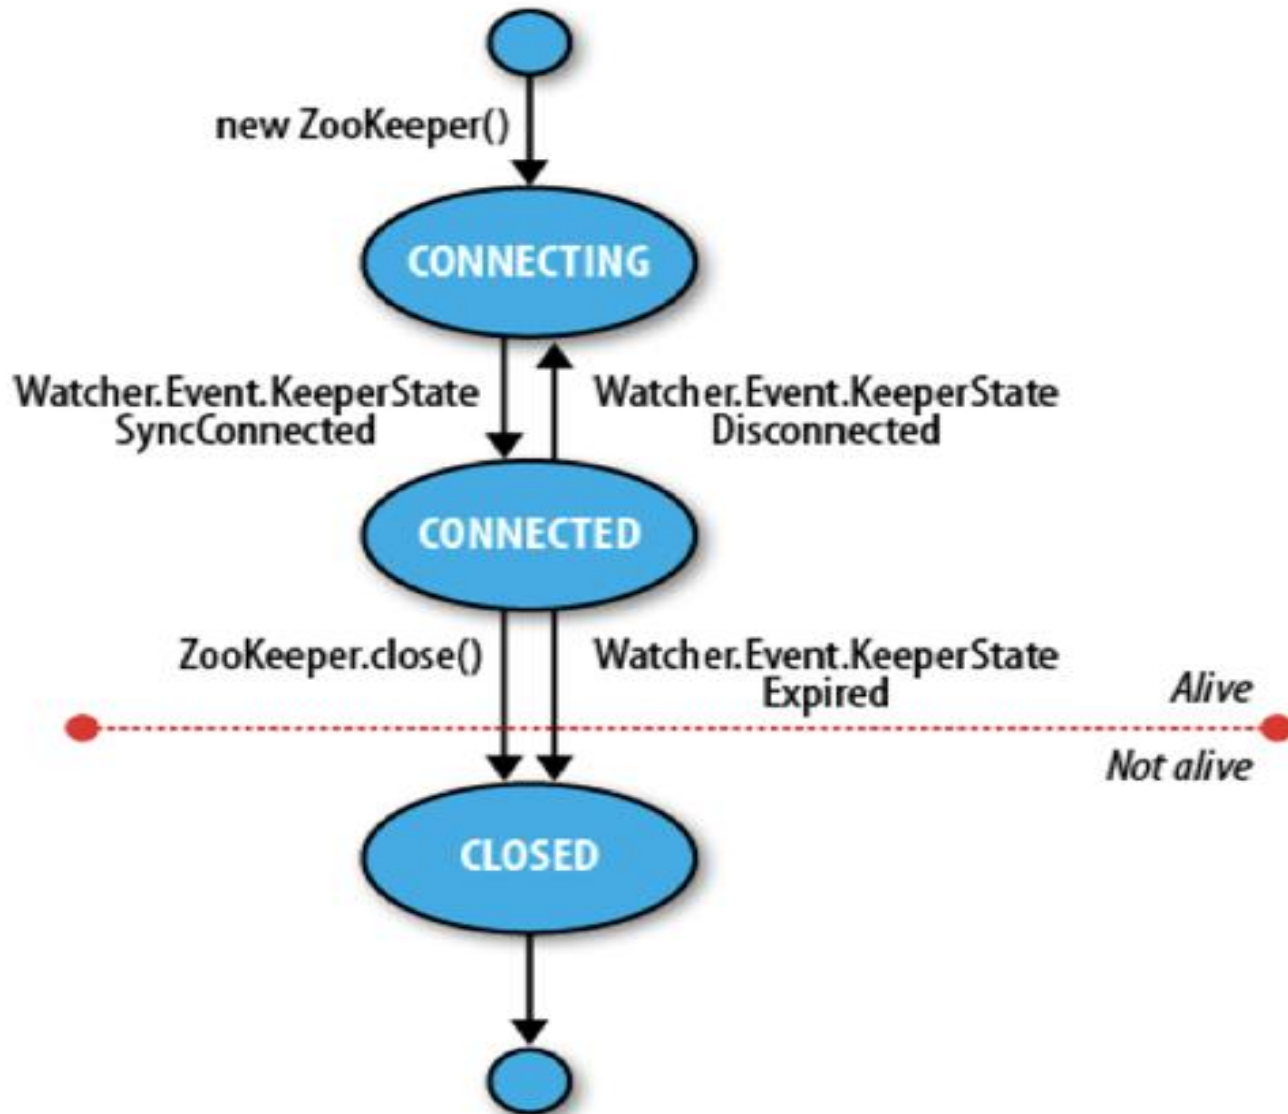 new ZooKeeper()
CONNECTING
Watcher.Event.KeeperState
SyncConnected
Watcher.Event.KeeperState
Disconnected
CONNECTED
ZooKeeper.close()
Watcher.Event.KeeperState
Expired
Alive
Not alive
CLOSED